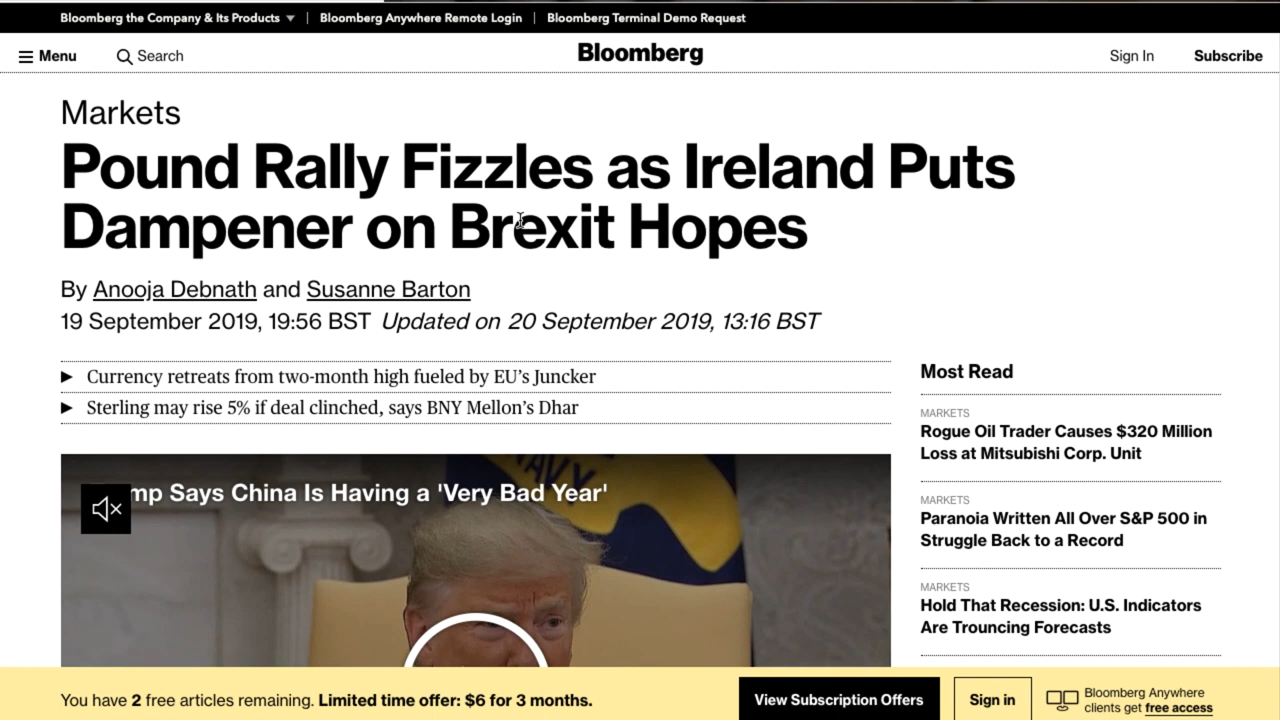 Bloomberg the Company & Its Products ▼ | Bloomberg Anywhere Remote Login | Bloomberg Terminal Demo Request
Menu Search Bloomberg Sign In Subscribe
Markets
Pound Rally Fizzles as Ireland Puts
Dampener on Brexit Hopes
By Anooja Debnath and Susanne Barton
19 September 2019, 19:56 BST Updated on 20 September 2019, 13:16 BST
► Currency retreats from two-month high fueled by EU’s Juncker
► Sterling may rise 5% if deal clinched, says BNY Mellon’s Dhar
mp Says China Is Having a 'Very Bad Year'
NAVY
Most Read
MARKETS
Rogue Oil Trader Causes $320 Million
Loss at Mitsubishi Corp. Unit
MARKETS
Paranoia Written All Over S&P 500 in
Struggle Back to a Record
MARKETS
Hold That Recession: U.S. Indicators
Are Trouncing Forecasts
You have 2 free articles remaining. Limited time offer: $6 for 3 months.
View Subscription Offers
Sign in
Bloomberg Anywhere
clients get free access